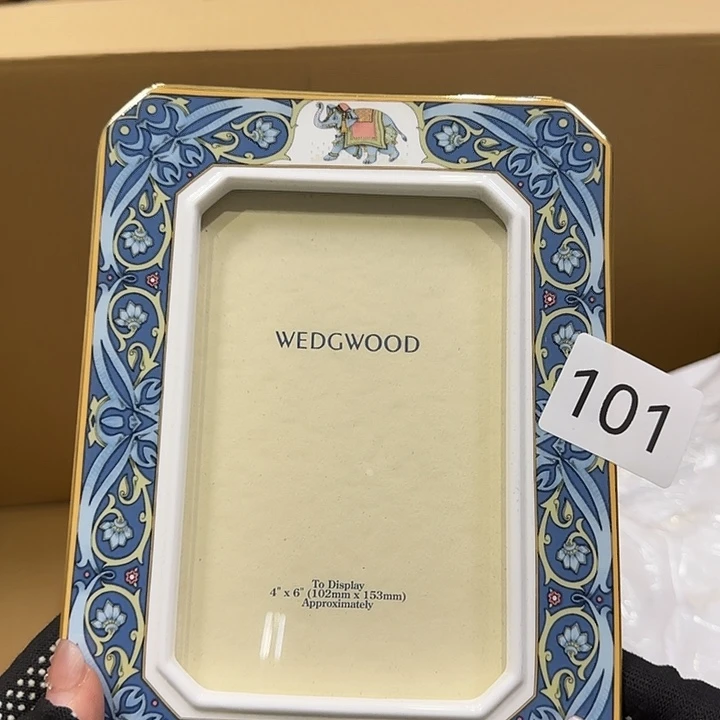 WEDGWOOD
101
To Display
4" x 6" (102mm x 153mm)
Approximately